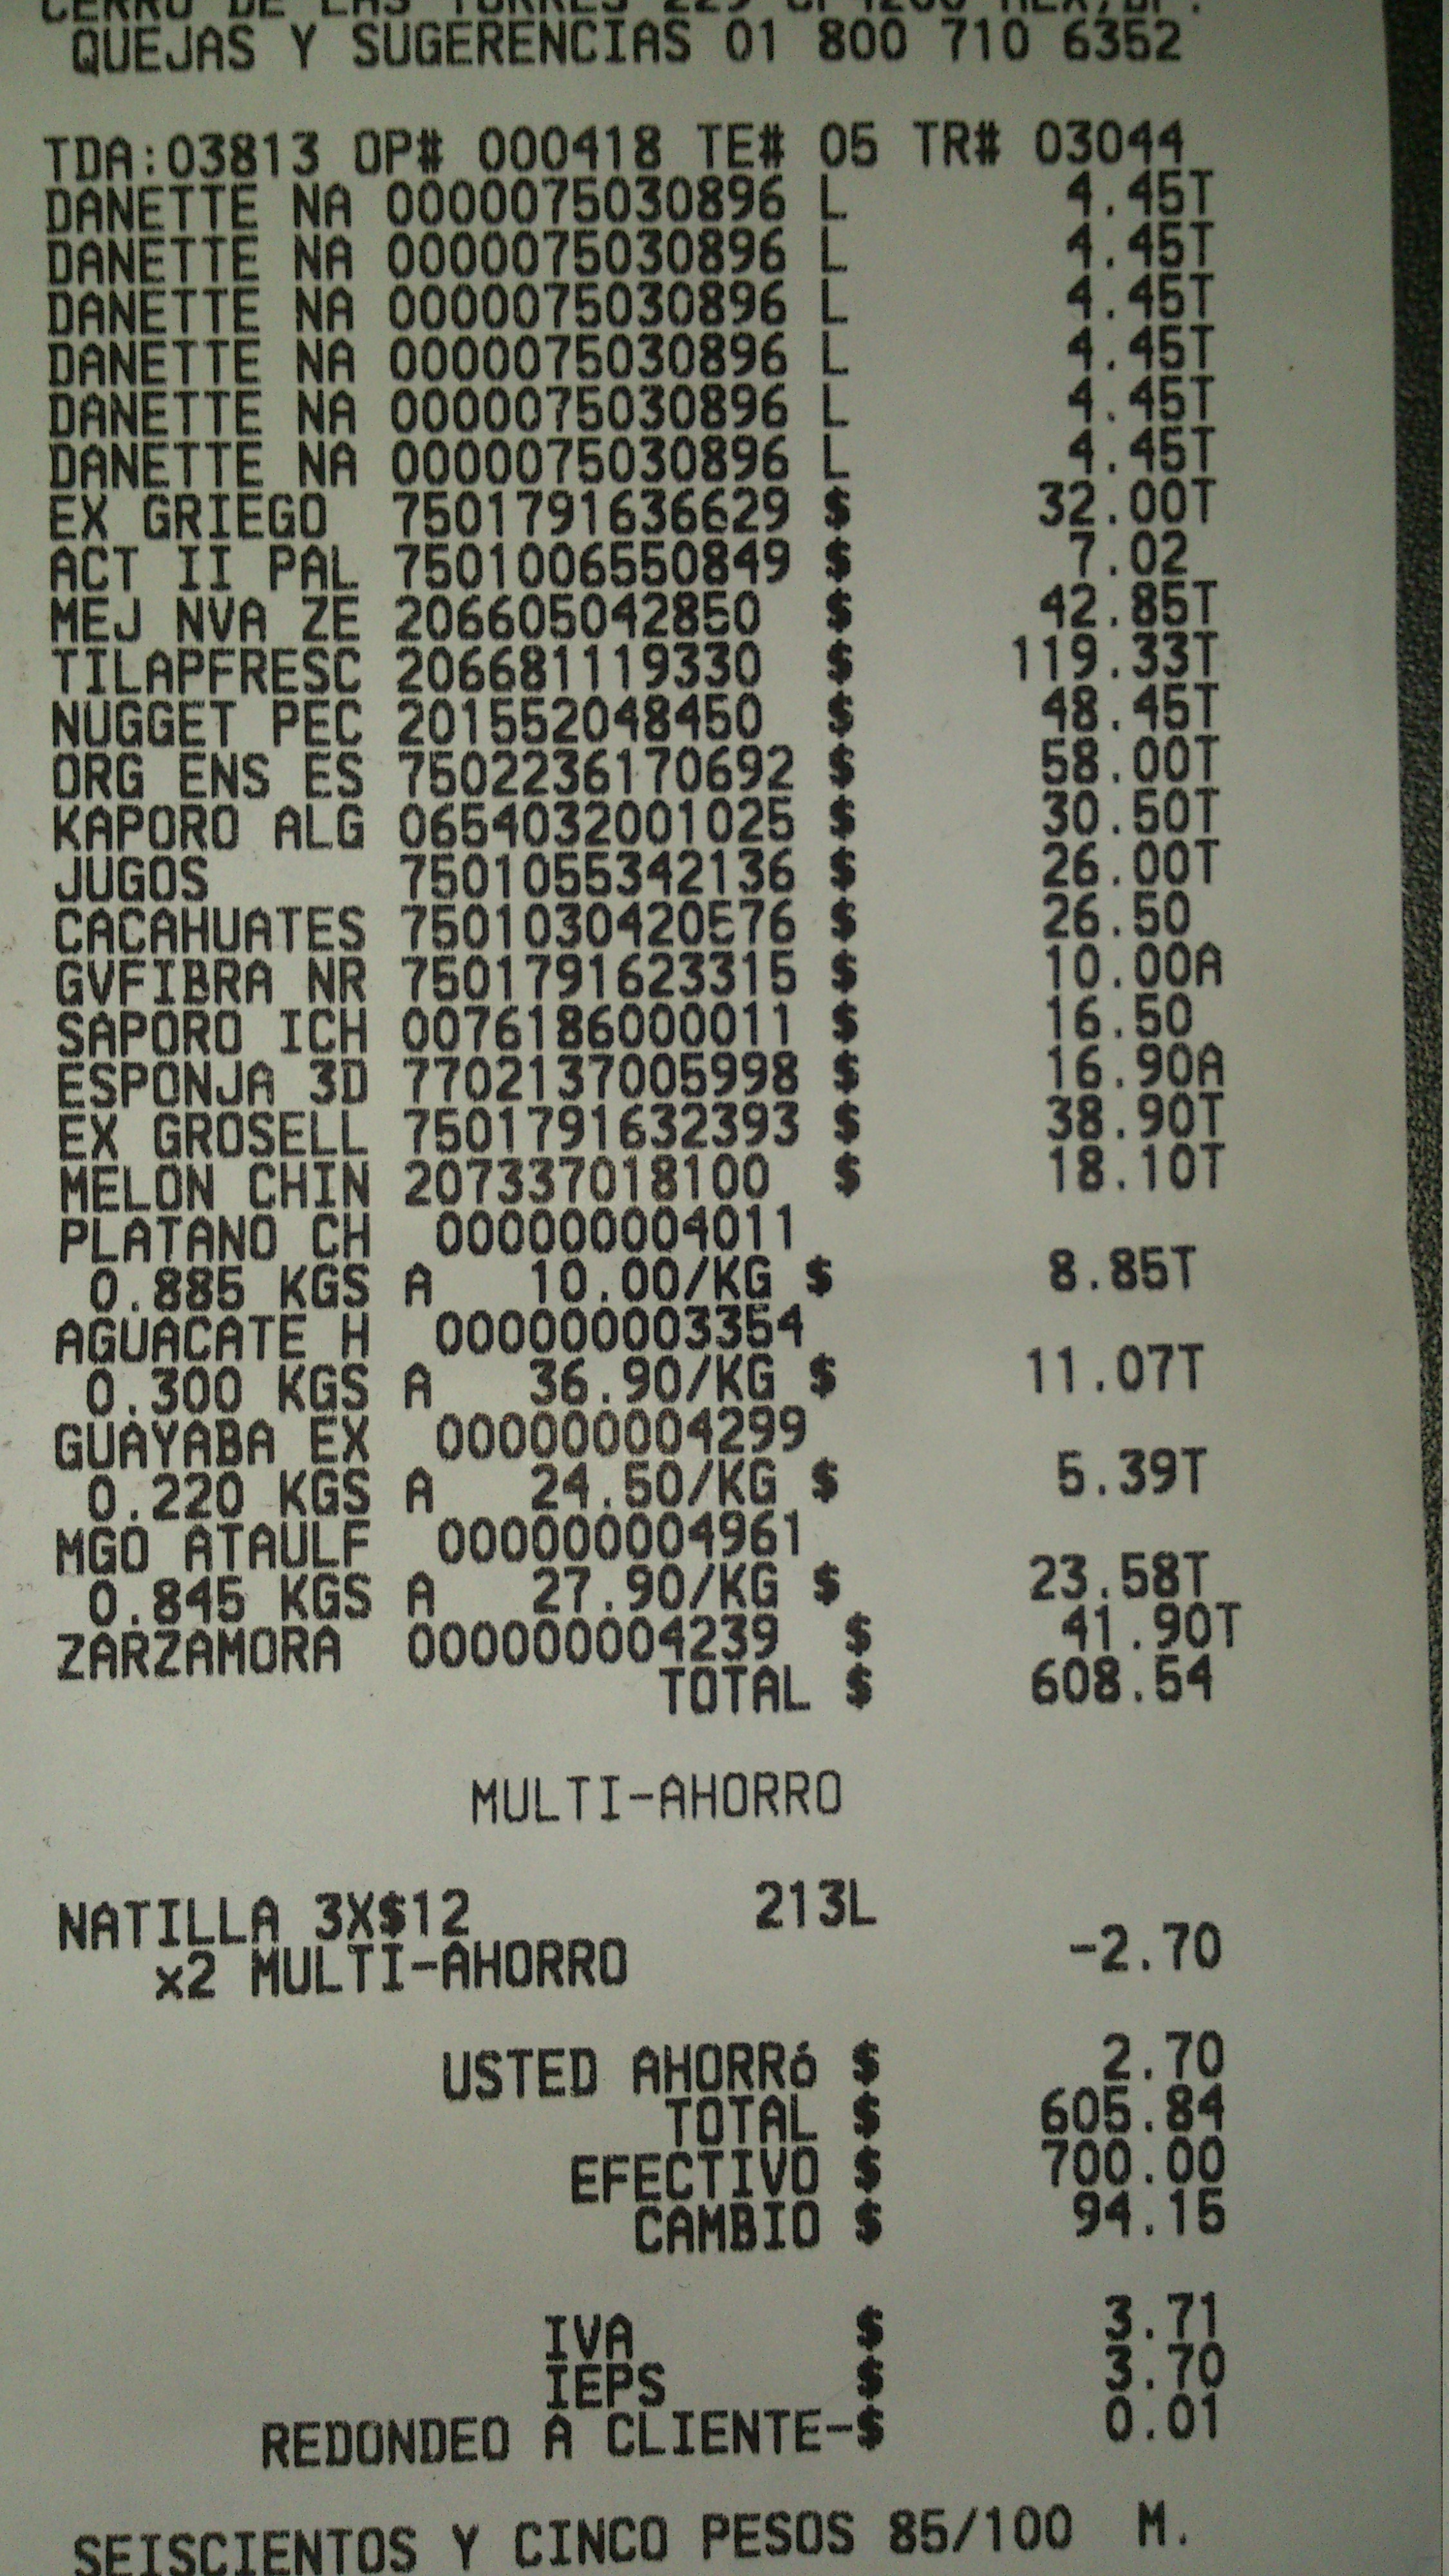 CERRO DE LAS TORRES 229
QUEJAS Y SUGERENCIAS 01 800 710 6352
TDA:03813 OP# 000418 TE# 05 TR# 03044
DANETTE NA 0000075030896 L 4.45T
DANETTE NA 0000075030896 L 4.45T
DANETTE NA 0000075030896 L 4.45T
DANETTE NA 0000075030896 L 4.45T
DANETTE NA 0000075030896 L 4.45T
DANETTE NA 0000075030896 L 4.45T
EX GRIEGO 7501791636629 $ 32.00T
ACT II PAL 7501006550849 $ 7.02
MEJ NVA ZE 206605042850 $ 42.85T
TILAPFRESC 206681119330 $ 119.33T
NUGGET PEC 201552048450 $ 48.45T
ORG ENS ES 7502236170692 $ 58.00T
KAPORO ALG 0654032001025 $ 30.50T
JUGOS 7501055342136 $ 26.00T
CACAHUATES 7501030420576 $ 26.50
GVFIBRA NR 7501791623315 $ 10.00A
SAPORO ICH 0076186000011 $ 16.50
ESPONJA 3D 7702137005998 $ 16.90A
EX GROSELL 7501791632393 $ 38.90T
MELON CHIN 207337018100 $ 18.10T
PLATANO CH 000000004011
0.885 KGS A 10.00/KG $ 8.85T
AGUACATE H 000000003354
0.300 KGS A 36.90/KG $ 11.07T
GUAYABA EX 000000004299
0.220 KGS A 24.50/KG $ 5.39T
MGO ATAULF 000000004961
0.845 KGS A 27.90/KG $ 23.58T
ZARZAMORA 000000004239 $ 41.90T
TOTAL $ 608.54
MULTI-AHORRO
NATILLA 3X$12 213L
x2 MULTI-AHORRO -2.70
USTED AHORRó $ 2.70
TOTAL $ 605.84
EFECTIVO $ 700.00
CAMBIO $ 94.15
IVA $ 3.71
IEPS $ 3.70
REDONDEO A CLIENTE-$ 0.01
SEISCIENTOS Y CINCO PESOS 85/100 M.